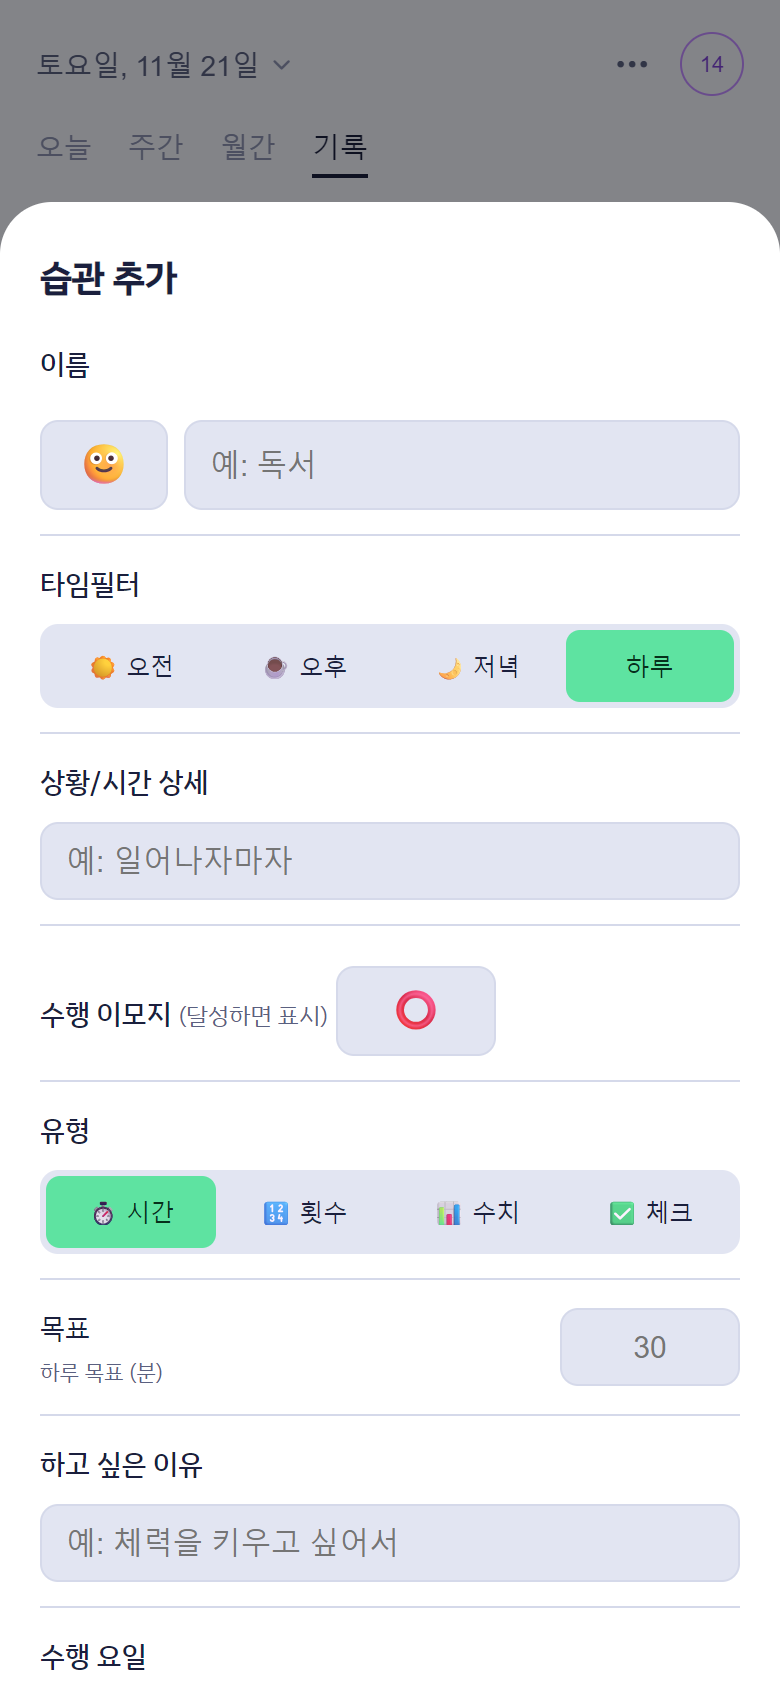 토요일, 11월 21일
14
오늘 주간 월간 기록
습관 추가
이름
예: 독서
타임필터
오전 오후 저녁 하루
상황/시간 상세
예: 일어나자마자
수행 이모지 (달성하면 표시)
유형
시간 횟수 수치 체크
목표
30
하루 목표 (분)
하고 싶은 이유
예: 체력을 키우고 싶어서
수행 요일